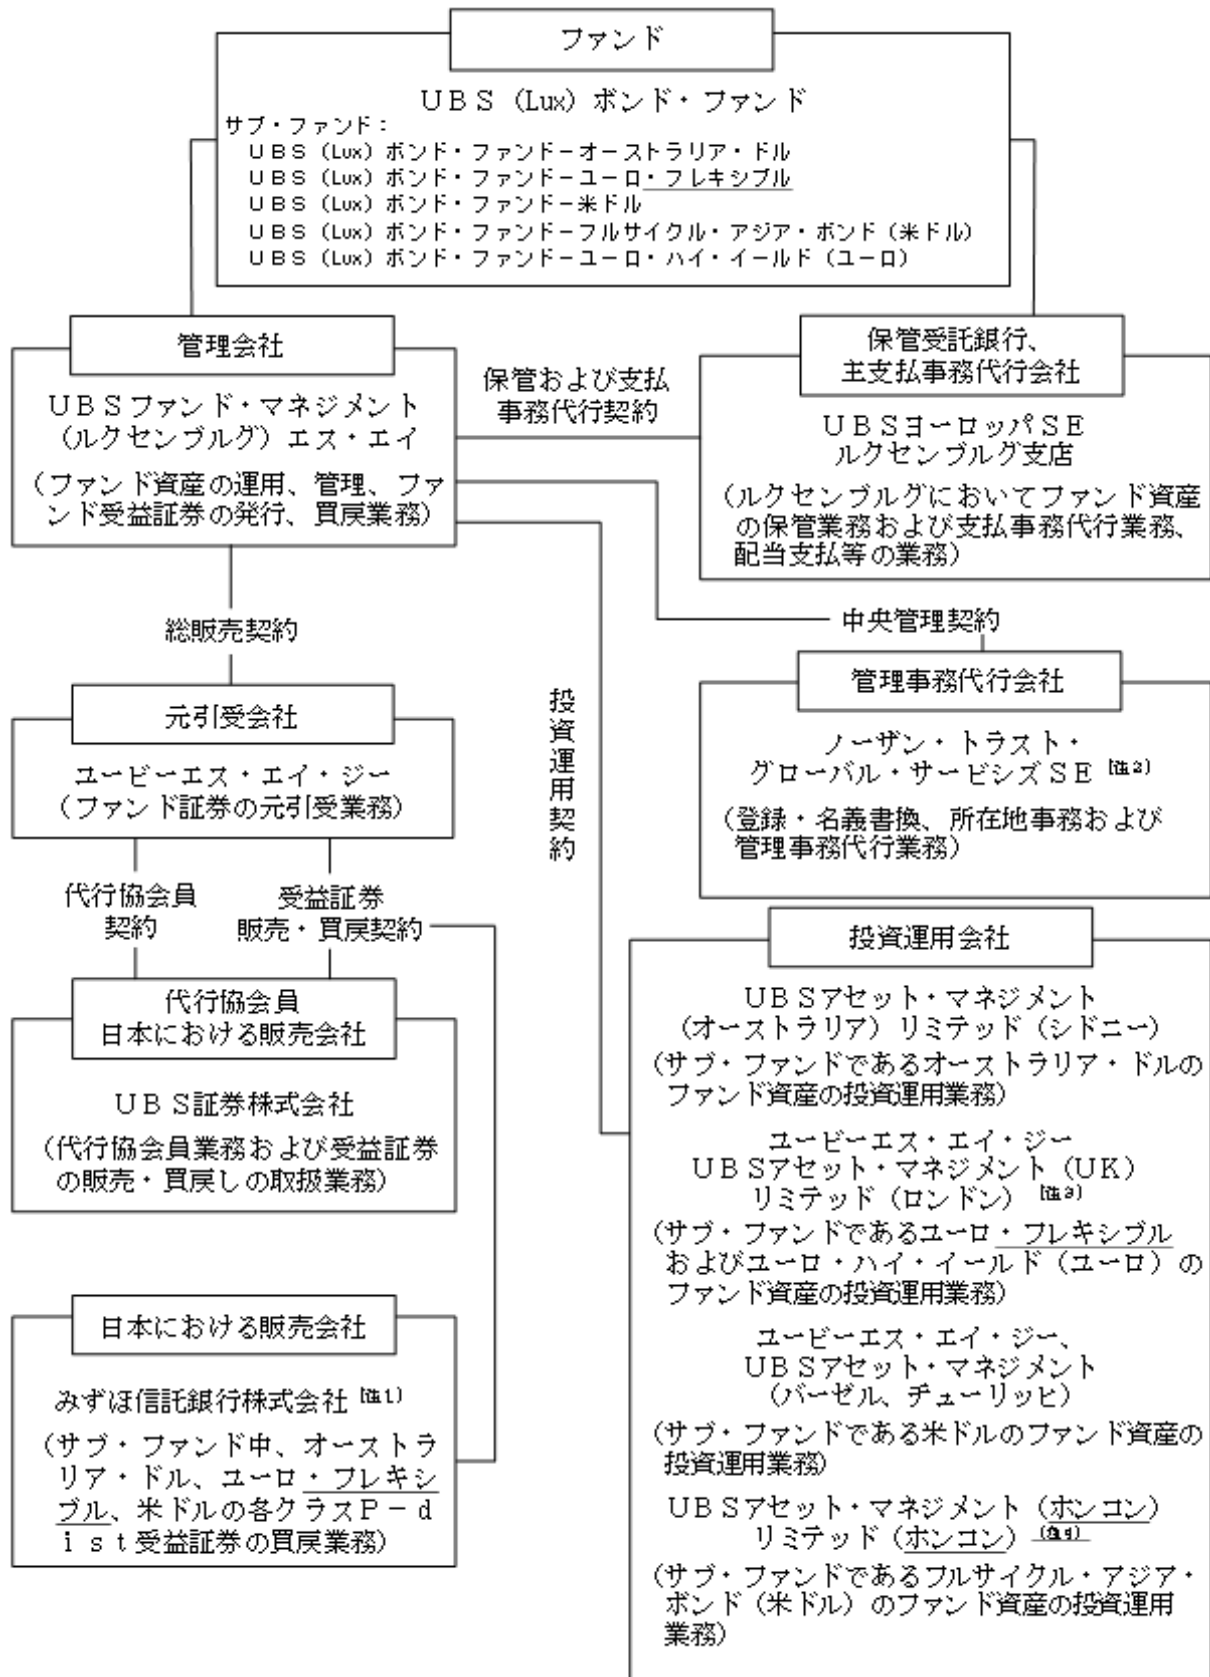 ファンド
UBS (Lux) ボンド・ファンド
サブ・ファンド：
UBS (Lux) ボンド・ファンド－オーストラリア・ドル
UBS (Lux) ボンド・ファンド－ユーロ・フレキシブル
UBS (Lux) ボンド・ファンド－米ドル
UBS (Lux) ボンド・ファンド－フルサイクル・アジア・ボンド（米ドル）
UBS (Lux) ボンド・ファンド－ユーロ・ハイ・イールド（ユーロ）
管理会社
UBSファンド・マネジメント
（ルクセンブルグ）エス・エイ
（ファンド資産の運用、管理、ファ
ンド受益証券の発行、買戻業務）
保管および支払
事務代行契約
保管受託銀行、
主支払事務代行会社
UBSヨーロッパSE
ルクセンブルグ支店
（ルクセンブルグにおいてファンド資産
の保管業務および支払事務代行業務、
配当支払等の業務）
総販売契約
中央管理契約
投資運用契約
管理事務代行会社
ノーザン・トラスト・
グローバル・サービシズSE（注2）
（登録・名義書換、所在地事務および
管理事務代行業務）
元引受会社
ユービーエス・エイ・ジー
（ファンド証券の元引受業務）
代行協会員
契約
受益証券
販売・買戻契約
代行協会員
日本における販売会社
UBS証券株式会社
（代行協会員業務および受益証券
の販売・買戻しの取扱業務）
日本における販売会社
みずほ信託銀行株式会社（注1）
（サブ・ファンド中、オーストラ
リア・ドル、ユーロ・フレキシ
ブル、米ドルの各クラスP－d
ist受益証券の買戻業務）
投資運用会社
UBSアセット・マネジメント
（オーストラリア）リミテッド（シドニー）
（サブ・ファンドであるオーストラリア・ドルの
ファンド資産の投資運用業務）
ユービーエス・エイ・ジー
UBSアセット・マネジメント（UK）
リミテッド（ロンドン）（注3）
（サブ・ファンドであるユーロ・フレキシブル
およびユーロ・ハイ・イールド（ユーロ）の
ファンド資産の投資運用業務）
ユービーエス・エイ・ジー、
UBSアセット・マネジメント
（バーゼル、チューリッヒ）
（サブ・ファンドである米ドルのファンド資産の
投資運用業務）
UBSアセット・マネジメント（ホンコン）
リミテッド（ホンコン）（注4）
（サブ・ファンドであるフルサイクル・アジア・
ボンド（米ドル）のファンド資産の投資運用
業務）